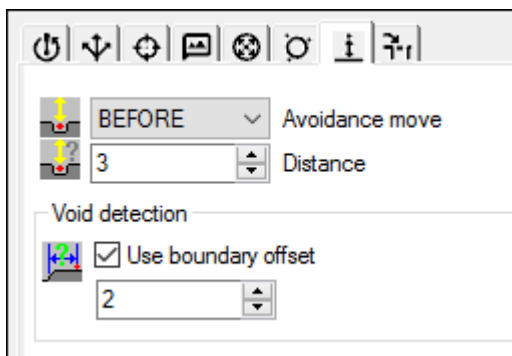 BEFORE Avoidance move
3 Distance
Void detection
Use boundary offset
2